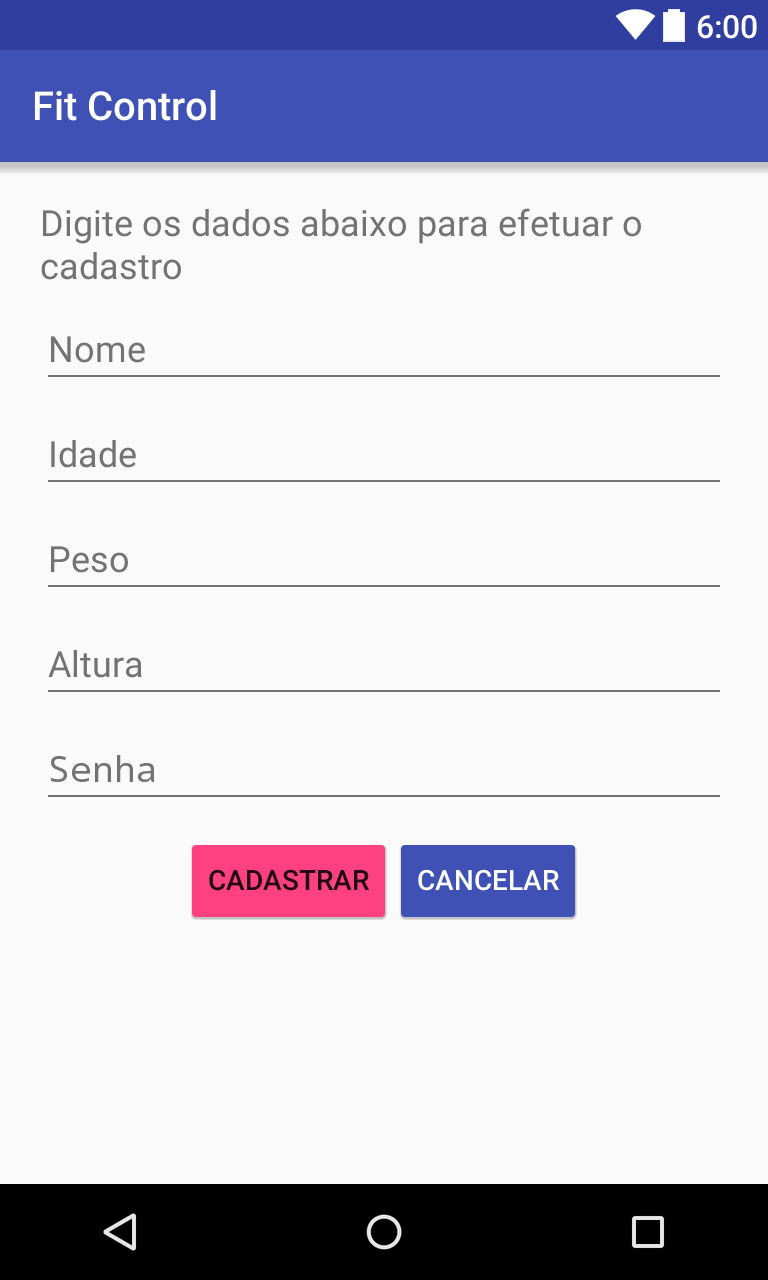 6:00
Fit Control
Digite os dados abaixo para efetuar o
cadastro
Nome
Idade
Peso
Altura
Senha
CADASTRAR CANCELAR